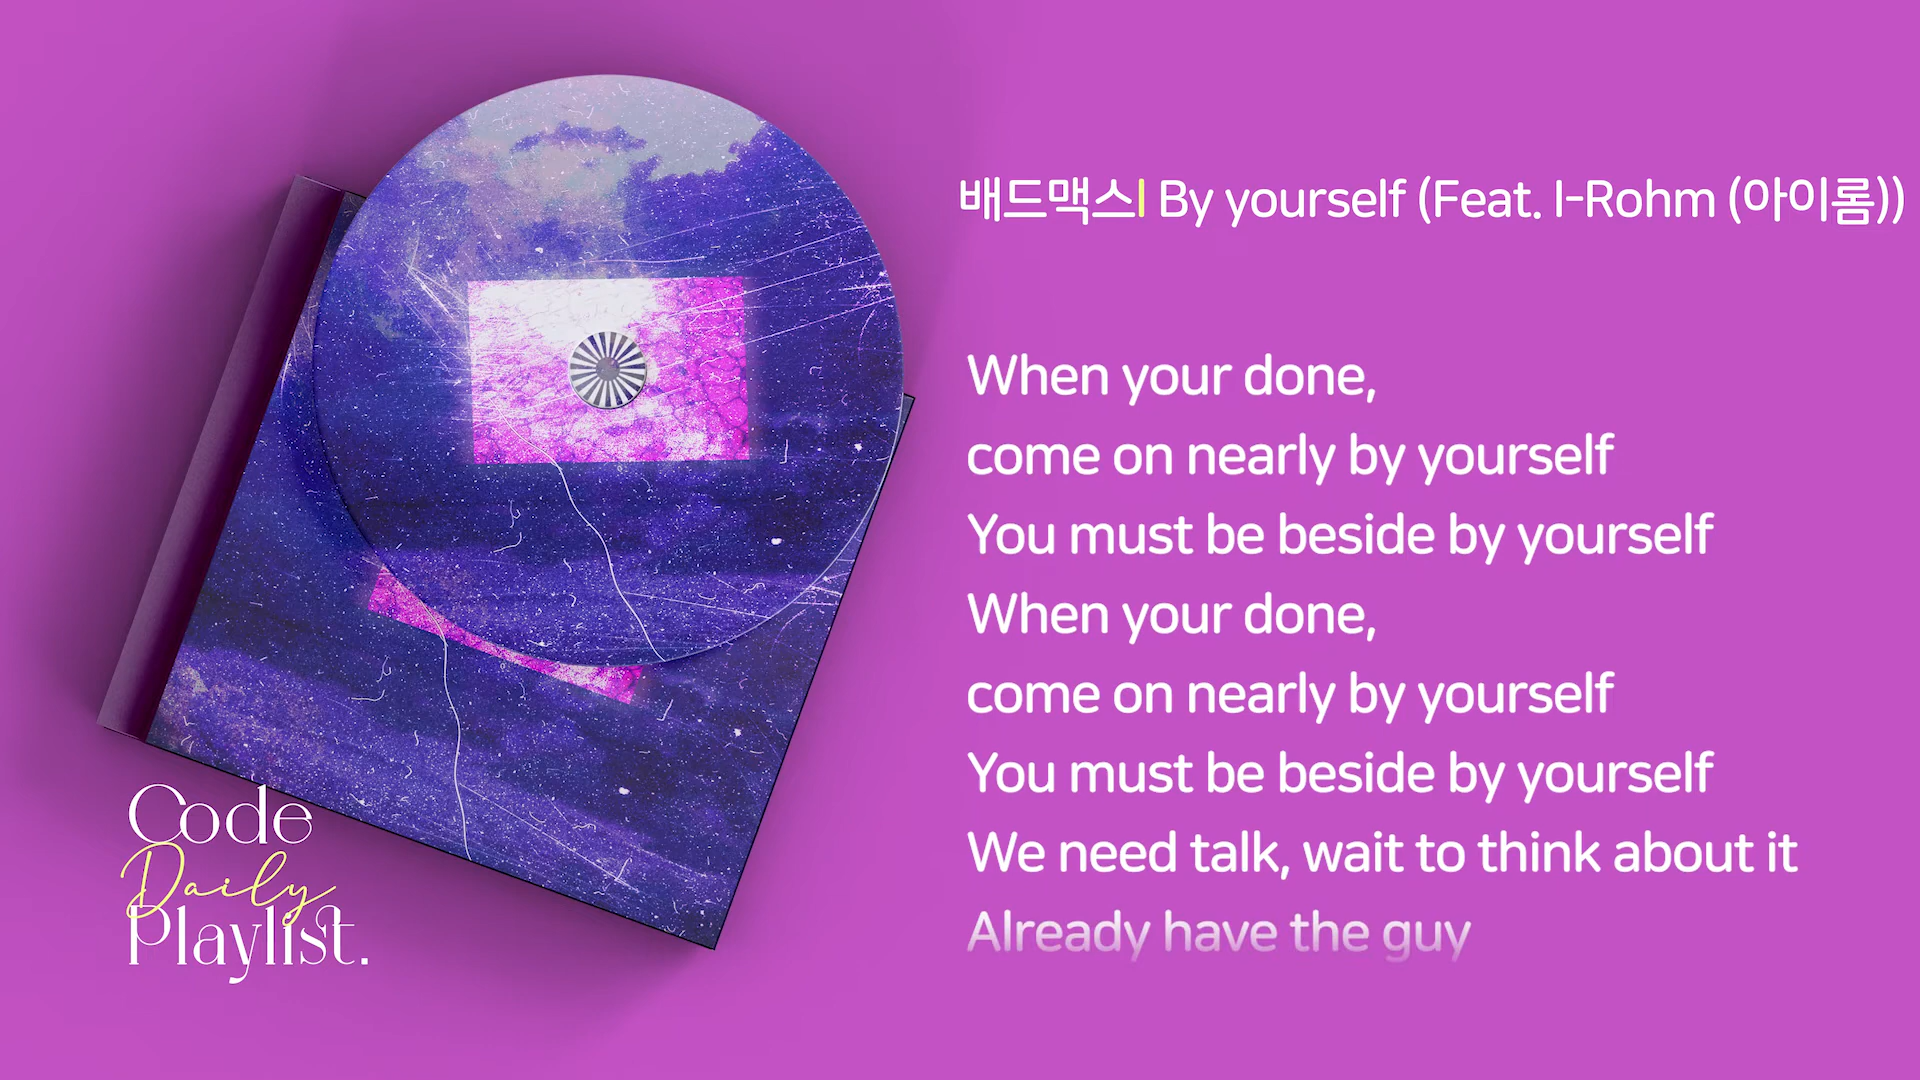 배드맥스| By yourself (Feat. I-Rohm (아이롬))
When your done,
come on nearly by yourself
You must be beside by yourself
When your done,
come on nearly by yourself
You must be beside by yourself
We need talk, wait to think about it
Already have the guy
Code
Daily
Playlist.